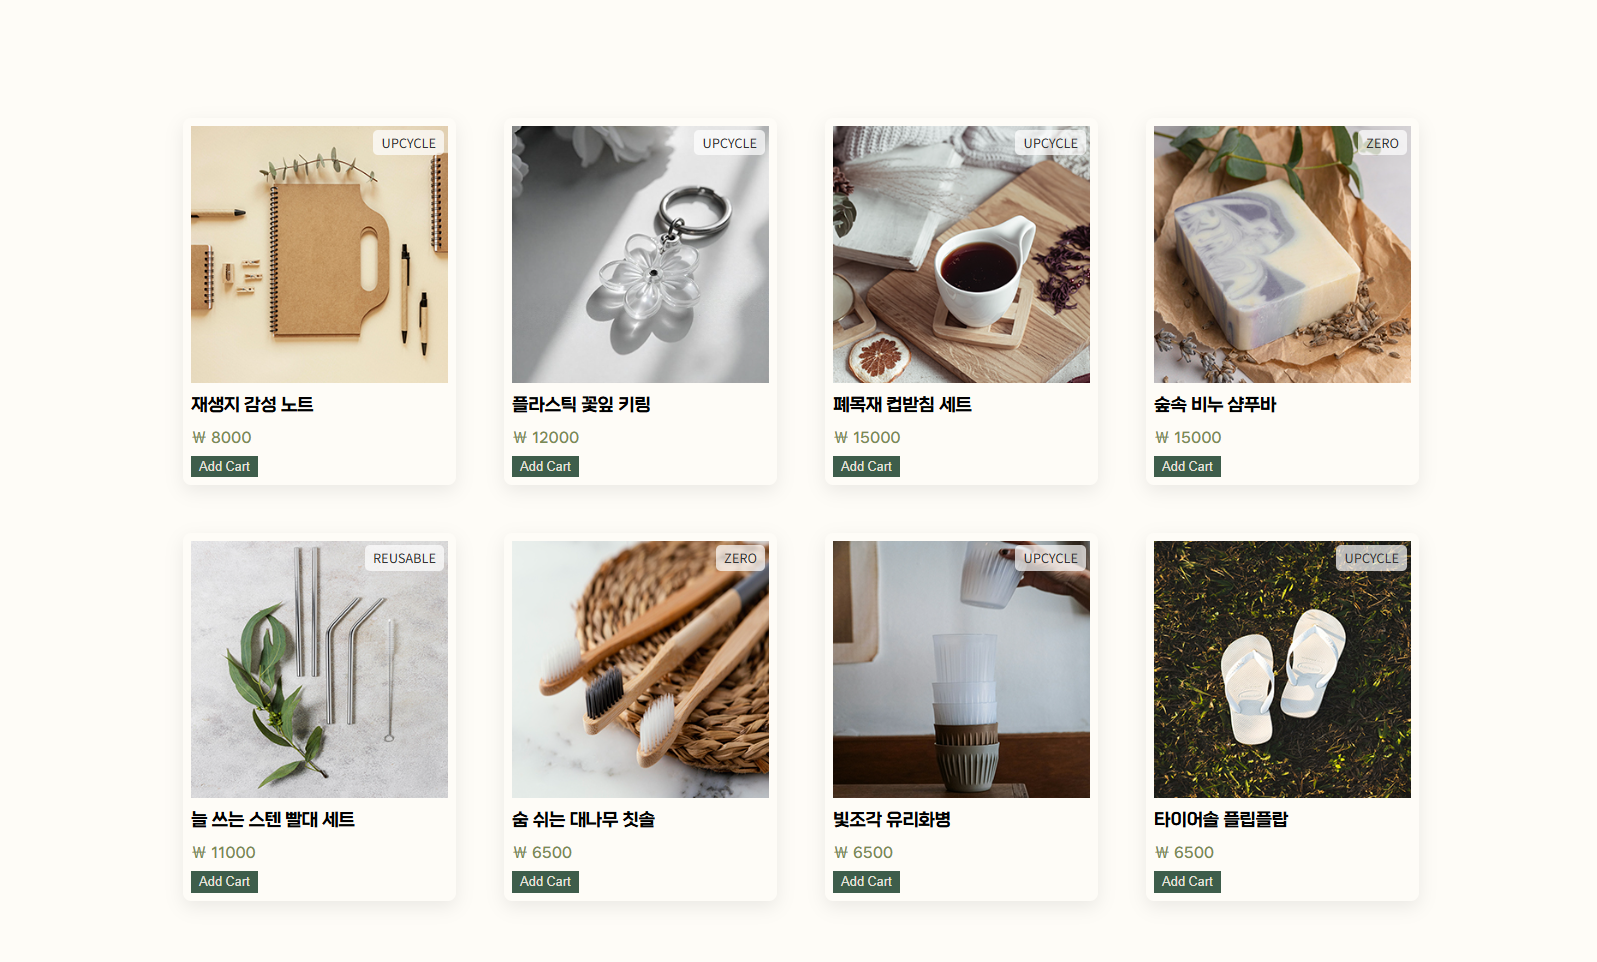 UPCYCLE
재생지 감성 노트
₩ 8000
Add Cart
UPCYCLE
플라스틱 꽃잎 키링
₩ 12000
Add Cart
UPCYCLE
폐목재 컵받침 세트
₩ 15000
Add Cart
ZERO
숲속 비누 샴푸바
₩ 15000
Add Cart
REUSABLE
늘 쓰는 스텐 빨대 세트
₩ 11000
Add Cart
ZERO
숨 쉬는 대나무 칫솔
₩ 6500
Add Cart
UPCYCLE
빛조각 유리화병
₩ 6500
Add Cart
UPCYCLE
타이어솔 플립플랍
₩ 6500
Add Cart